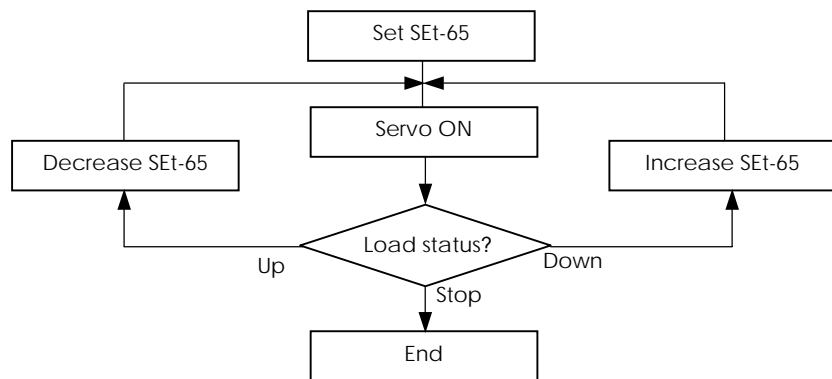 Set SEt-65
Servo ON
Decrease SEt-65
Increase SEt-65
Load status?
Up
Down
Stop
End